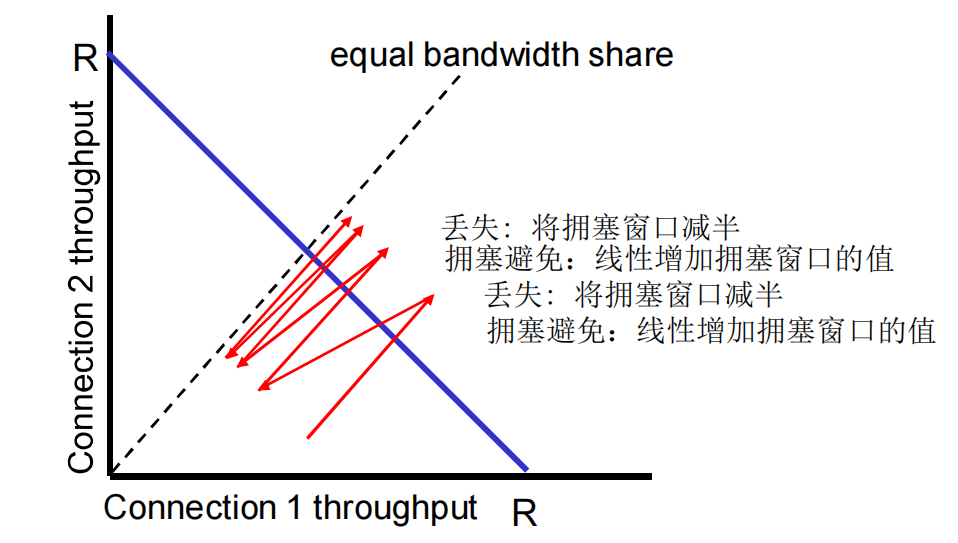 R
equal bandwidth share
Connection 2 throughput
丢失：将拥塞窗口减半
拥塞避免：线性增加拥塞窗口的值
丢失：将拥塞窗口减半
拥塞避免：线性增加拥塞窗口的值
Connection 1 throughput
R